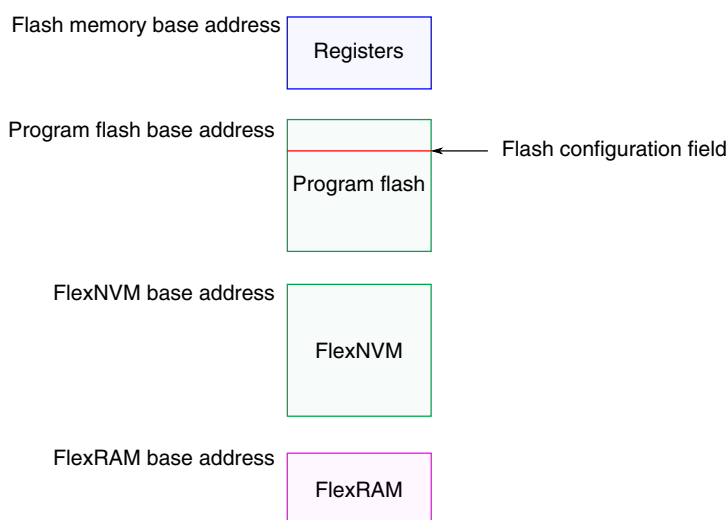 Flash memory base address
Registers
Program flash base address
Flash configuration field
Program flash
FlexNVM base address
FlexNVM
FlexRAM base address
FlexRAM